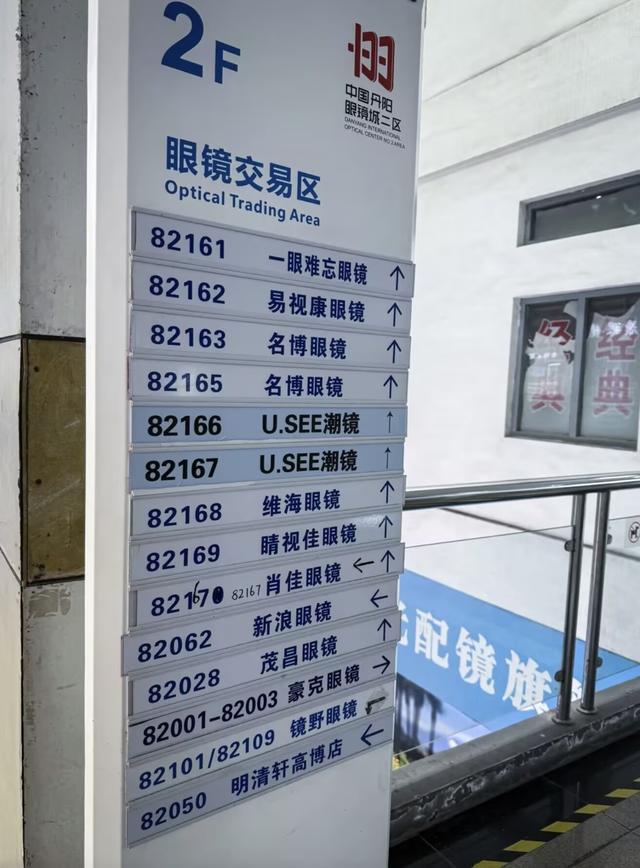 2F
中国丹阳
眼镜城二区
DANYANG INTERNATIONAL
OPTICAL CENTER NO.2 AREA
眼镜交易区
Optical Trading Area
82161 一眼难忘眼镜 ↑
82162 易视康眼镜 ↑
82163 名博眼镜 ↑
82165 名博眼镜 ↑
82166 U.SEE潮镜 ↑
82167 U.SEE潮镜 ↑
82168 维海眼镜 ↑
82169 睛视佳眼镜 ↑
82170 82167 肖佳眼镜 ← ↑
82062 新浪眼镜 ←
82028 茂昌眼镜 ↑
82001-82003 豪克眼镜 →
82101/82109 镜野眼镜
82050 明清轩高博店 ←
经典
经典
配镜旗